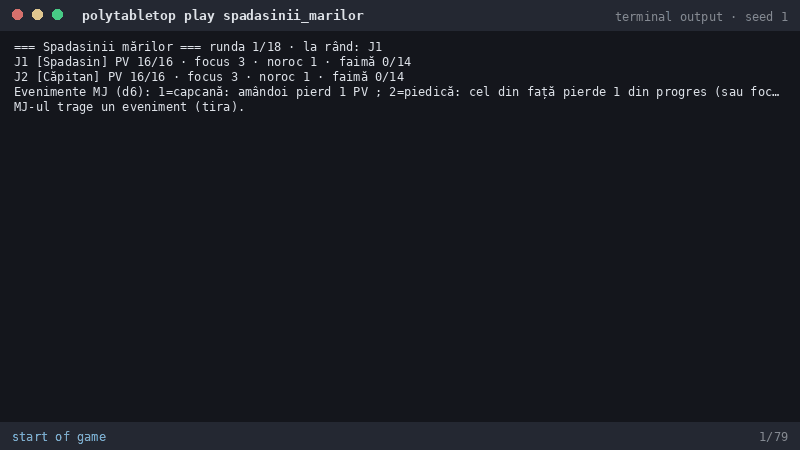 polytabletop play spadasinii_marilor
terminal output · seed 1
=== Spadasinii mărilor === runda 1/18 · la rând: J1
J1 [Spadasin] PV 16/16 · focus 3 · noroc 1 · faimă 0/14
J2 [Căpitan] PV 16/16 · focus 3 · noroc 1 · faimă 0/14
Evenimente MJ (d6): 1=capcană: amândoi pierd 1 PV ; 2=piedică: cel din față pierde 1 din progres (sau foc…
MJ-ul trage un eveniment (tira).
start of game
1/79